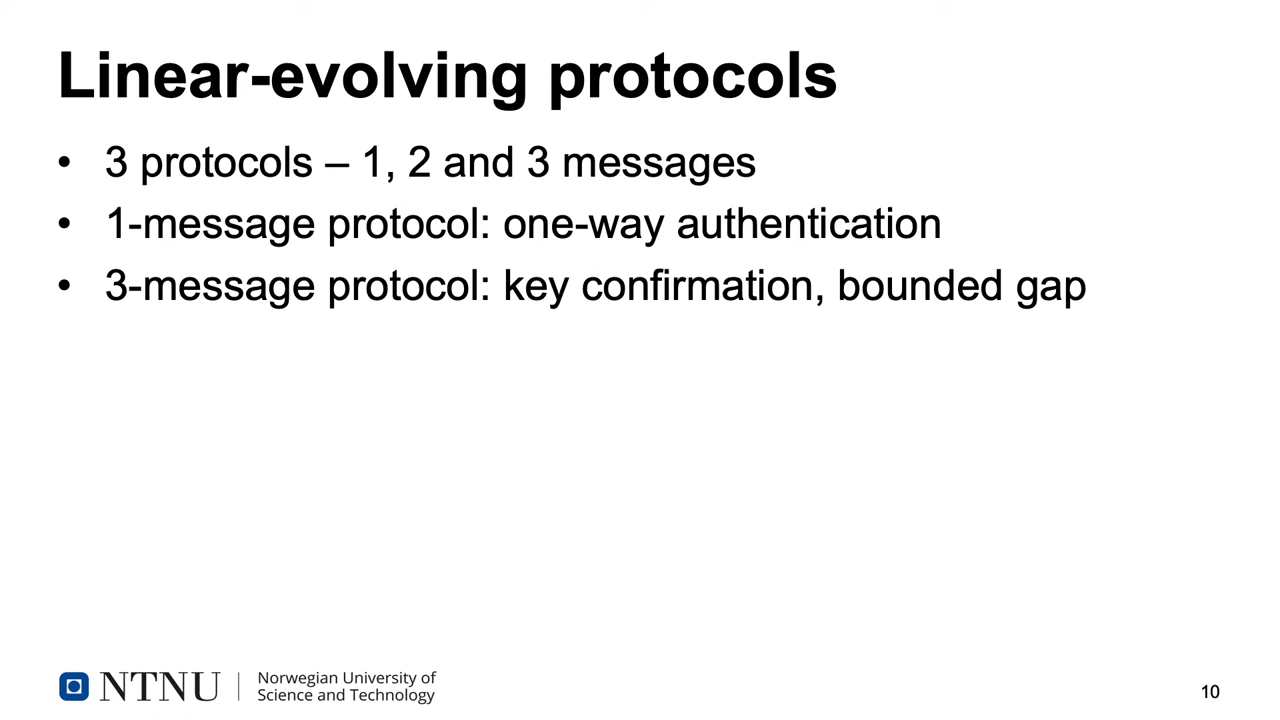 Linear-evolving protocols
• 3 protocols – 1, 2 and 3 messages
• 1-message protocol: one-way authentication
• 3-message protocol: key confirmation, bounded gap
NTNU
Norwegian University of
Science and Technology
10